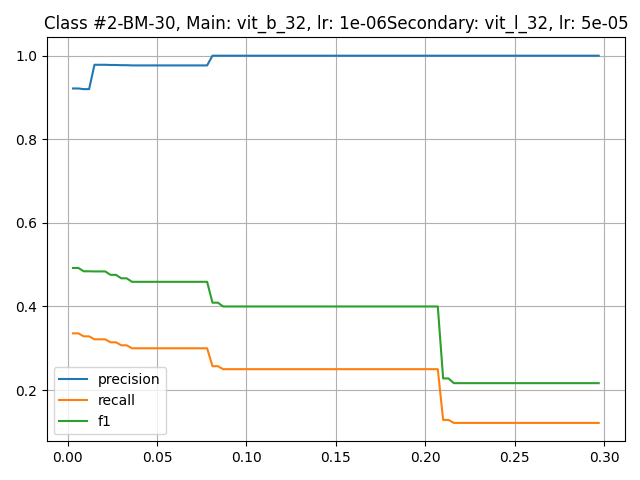 Class #2-BM-30, Main: vit_b_32, lr: 1e-06Secondary: vit_l_32, lr: 5e-05
1.0
0.8
0.6
0.4
0.2
precision
recall
f1
0.00 0.05 0.10 0.15 0.20 0.25 0.30